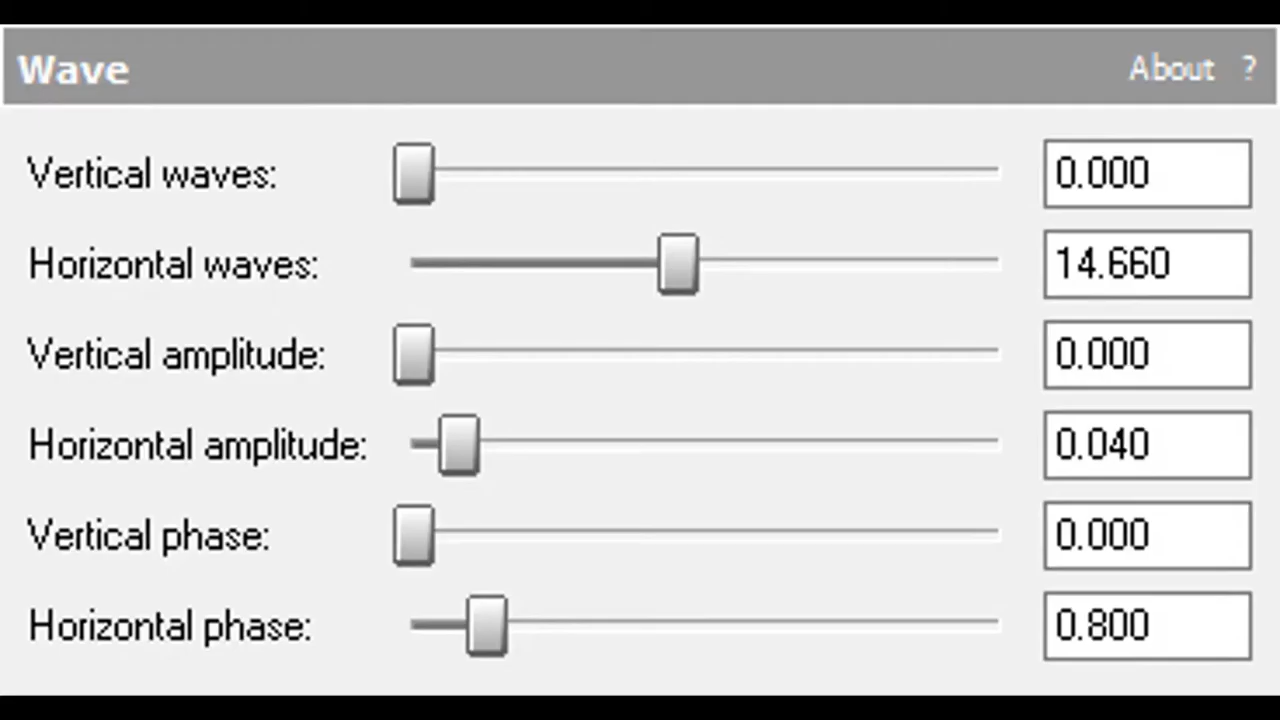 Wave About ?
Vertical waves: 0.000
Horizontal waves: 14.660
Vertical amplitude: 0.000
Horizontal amplitude: 0.040
Vertical phase: 0.000
Horizontal phase: 0.800